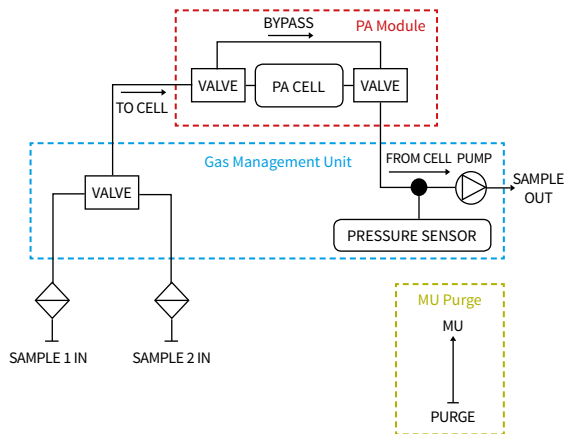 PA Module
BYPASS
VALVE
PA CELL
VALVE
TO CELL
Gas Management Unit
FROM CELL
PUMP
VALVE
SAMPLE
OUT
PRESSURE SENSOR
SAMPLE 1 IN
SAMPLE 2 IN
MU Purge
MU
PURGE